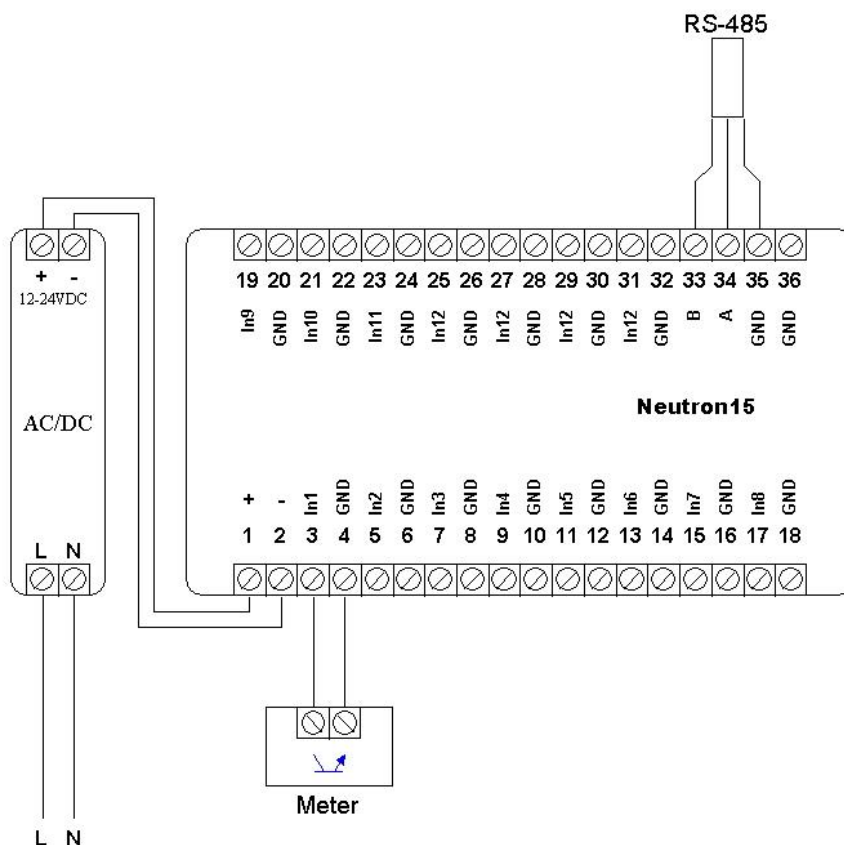 RS-485
+ -
12-24VDC
19 20 21 22 23 24 25 26 27 28 29 30 31 32 33 34 35 36
In9 GND In10 GND In11 GND In12 GND In12 GND In12 GND In12 GND B A GND GND
AC/DC
Neutron15
+ - In1 GND In2 GND In3 GND In4 GND In5 GND In6 GND In7 GND In8 GND
1 2 3 4 5 6 7 8 9 10 11 12 13 14 15 16 17 18
L N
Meter
L N